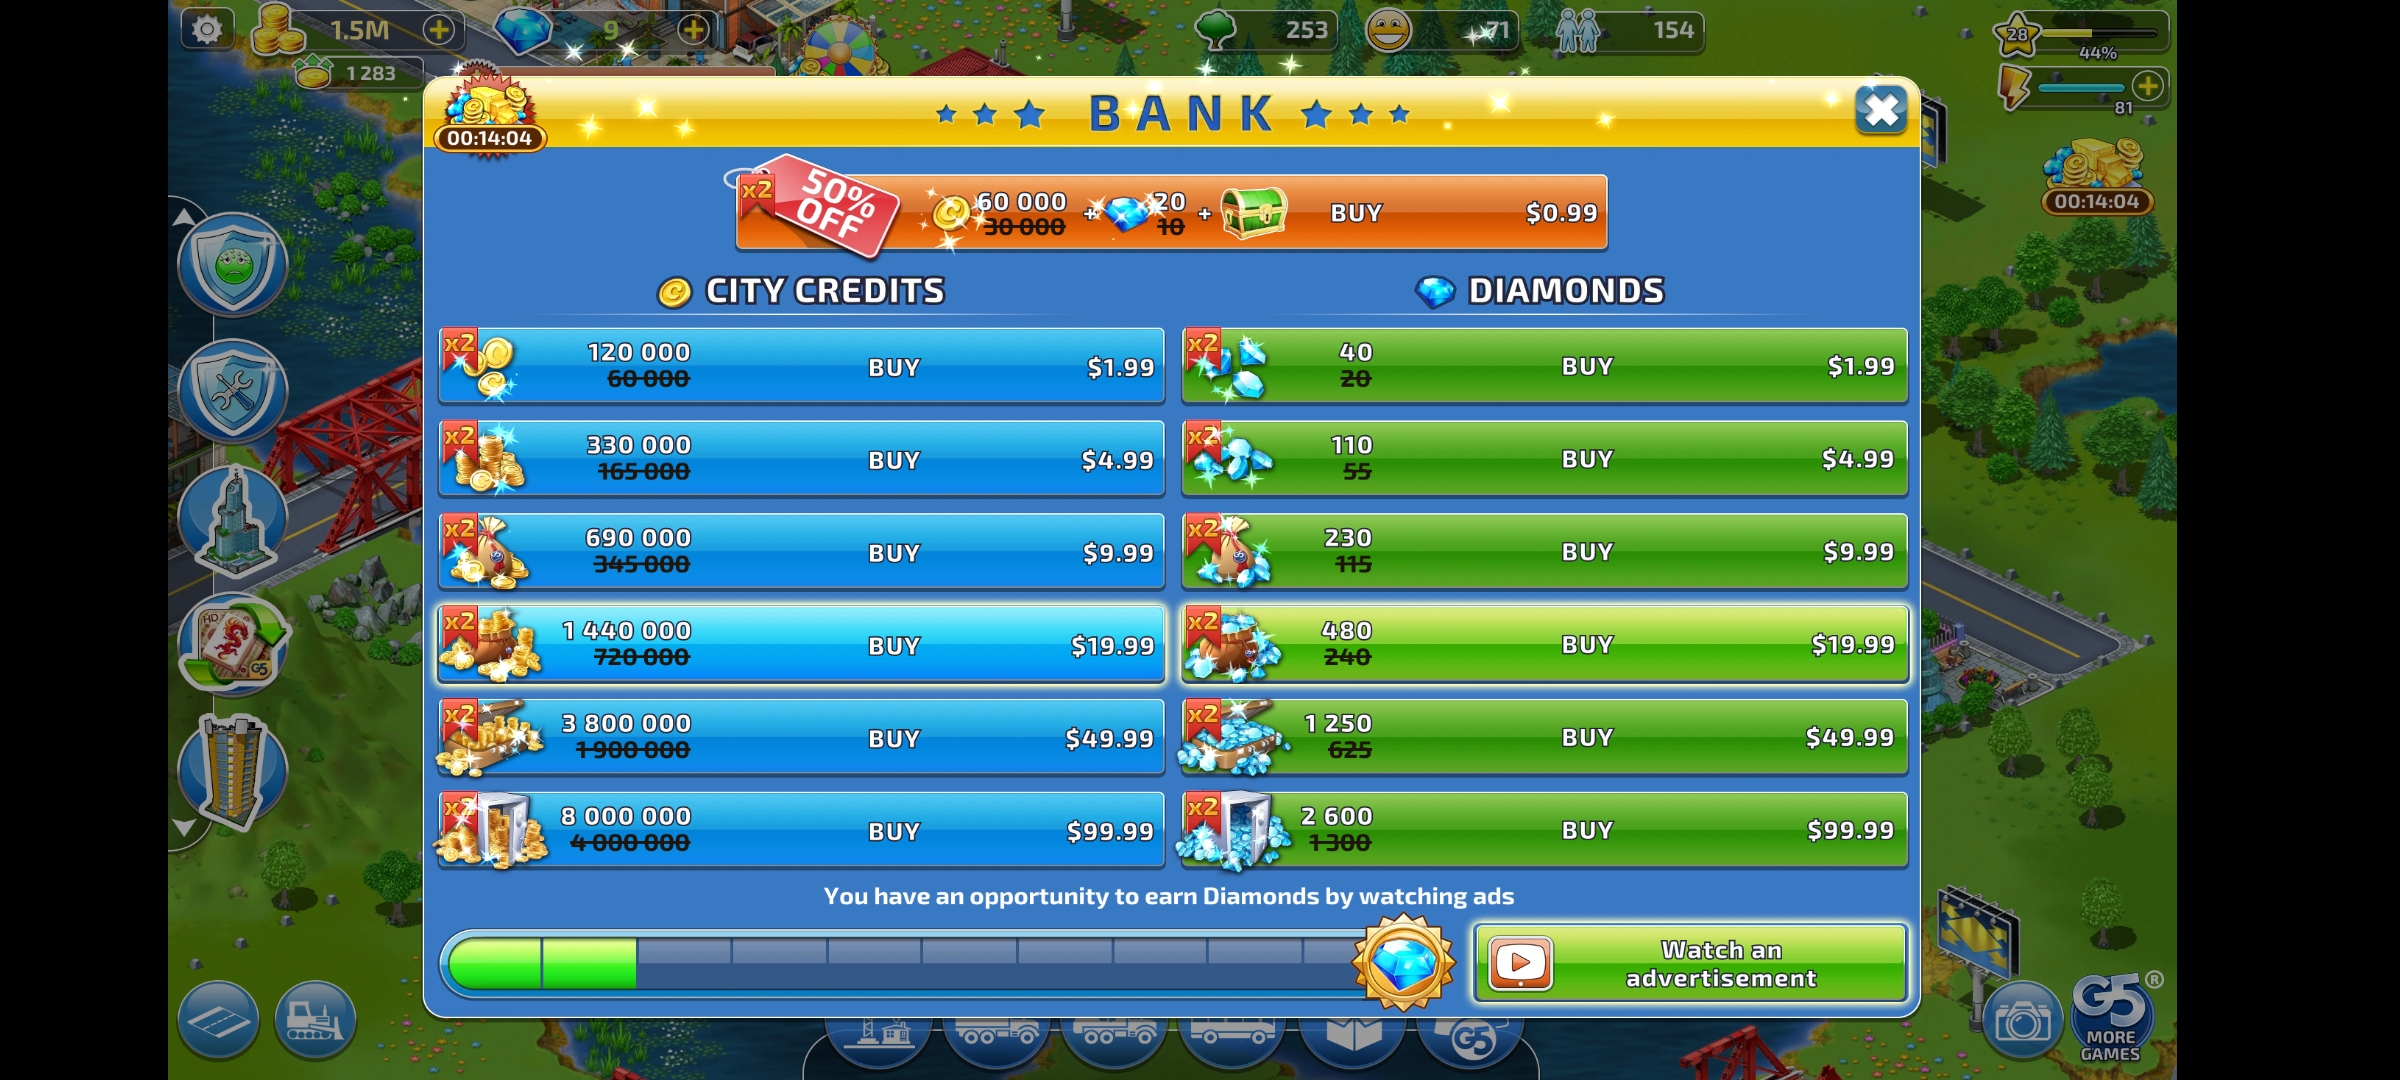 1.5M
9
253
71
154
28
44%
1 283
81
00:14:04
BANK
00:14:04
x2
50%
OFF
60 000
30 000
+
20
10
+
BUY
$0.99
CITY CREDITS
DIAMONDS
x2
120 000
60 000
BUY
$1.99
x2
40
20
BUY
$1.99
x2
330 000
165 000
BUY
$4.99
x2
110
55
BUY
$4.99
x2
690 000
345 000
BUY
$9.99
x2
230
115
BUY
$9.99
x2
1 440 000
720 000
BUY
$19.99
x2
480
240
BUY
$19.99
x2
3 800 000
1 900 000
BUY
$49.99
x2
1 250
625
BUY
$49.99
x2
8 000 000
4 000 000
BUY
$99.99
x2
2 600
1 300
BUY
$99.99
HD
G5
You have an opportunity to earn Diamonds by watching ads
Watch an
advertisement
G5
G5®
MORE
GAMES